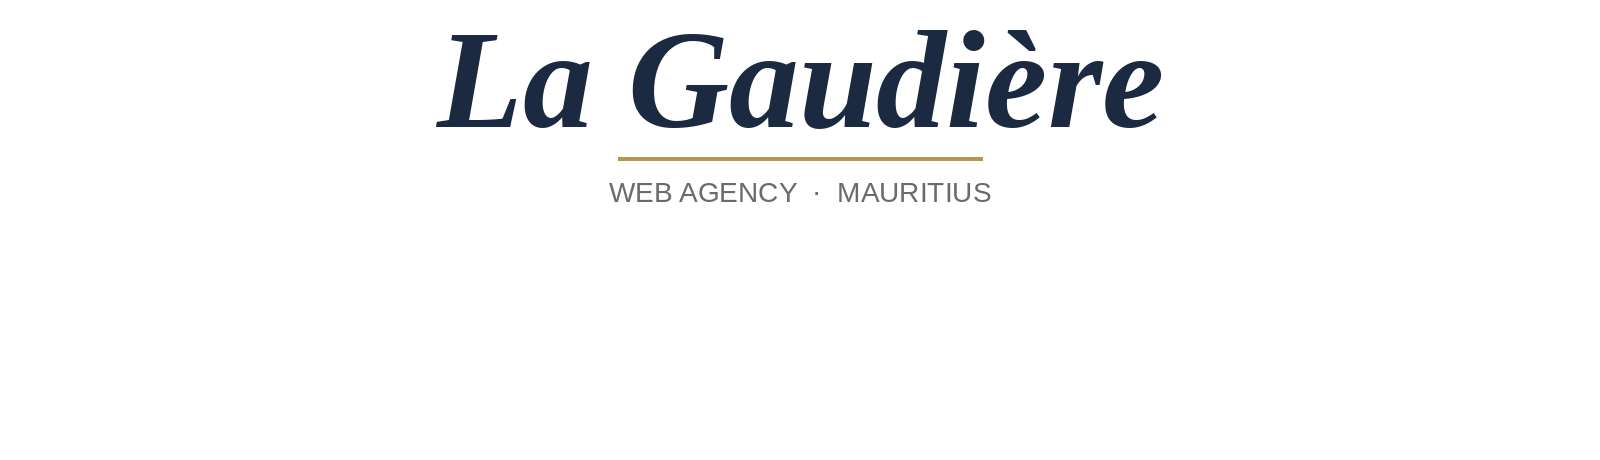 La Gaudière
WEB AGENCY · MAURITIUS